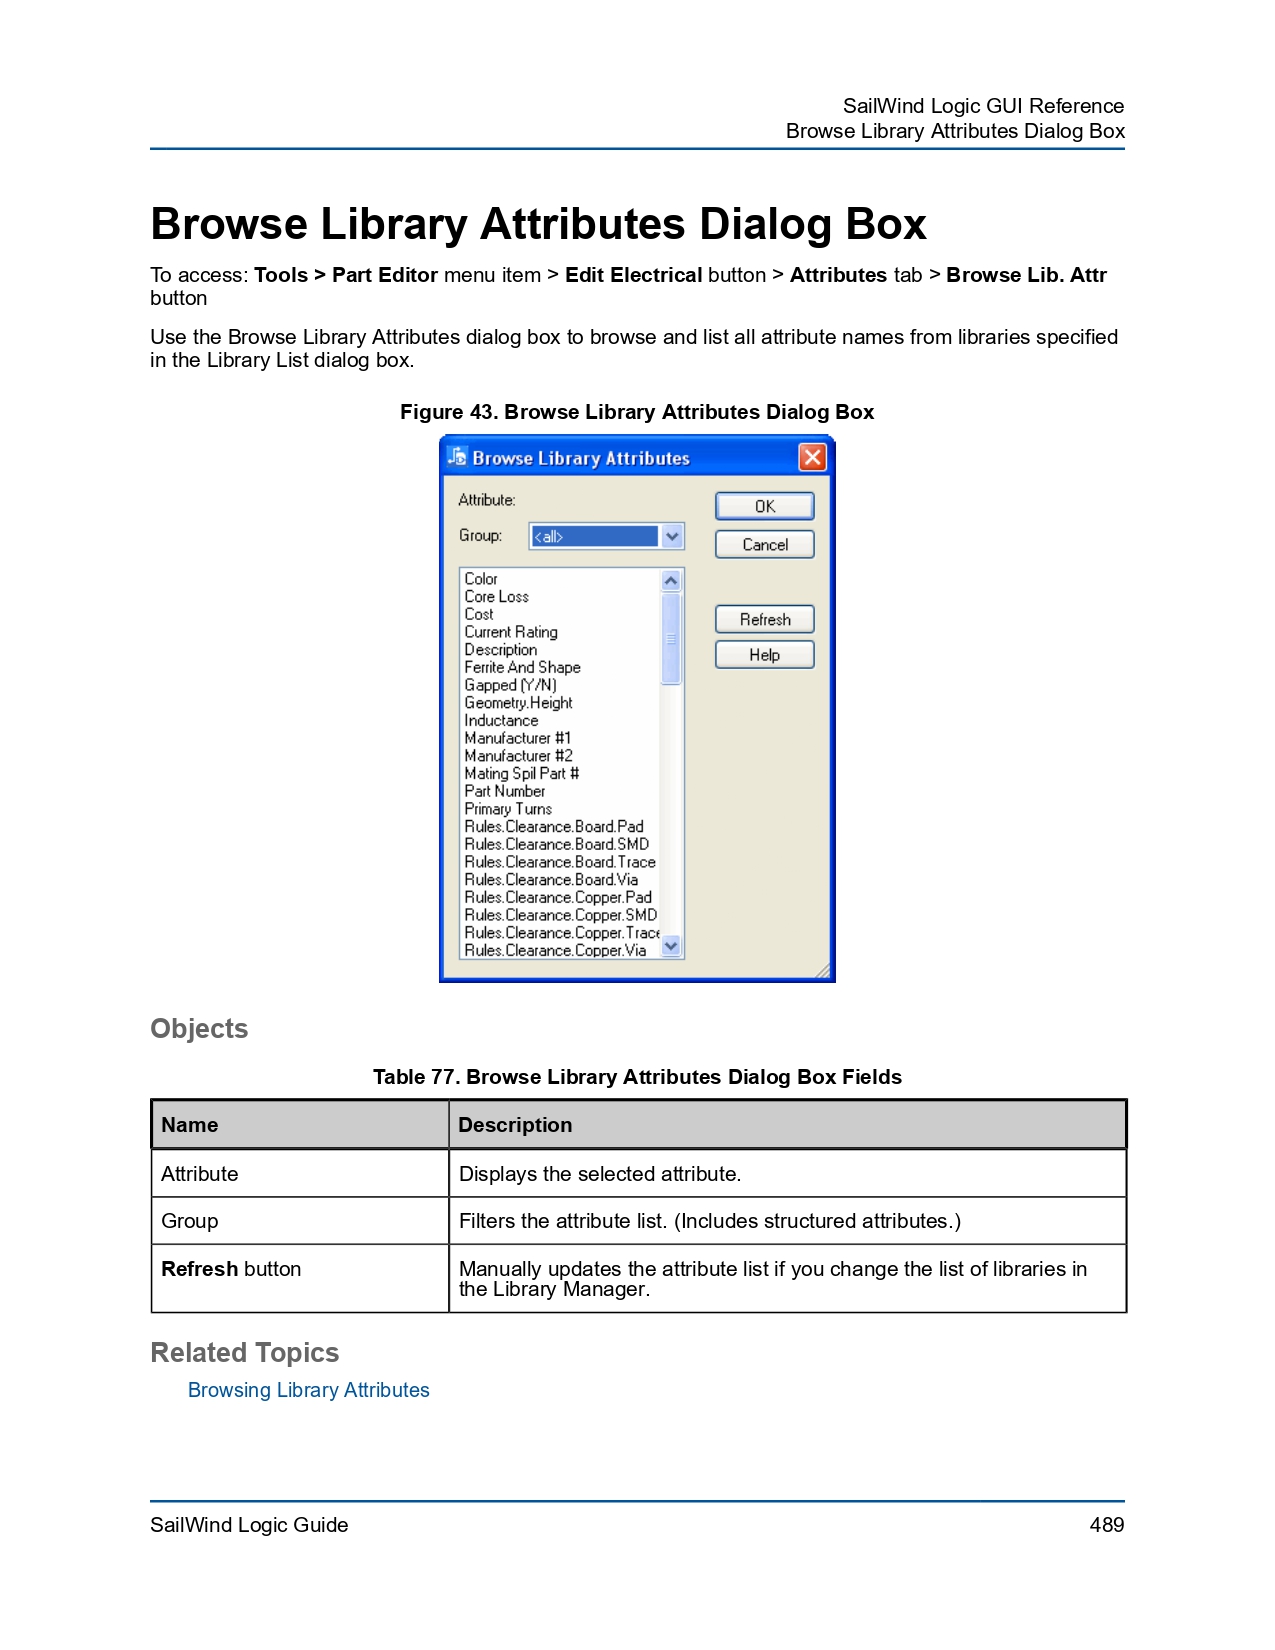 SailWind Logic GUI Reference
Browse Library Attributes Dialog Box
Browse Library Attributes Dialog Box
To access: Tools > Part Editor menu item > Edit Electrical button > Attributes tab > Browse Lib. Attr
button
Use the Browse Library Attributes dialog box to browse and list all attribute names from libraries specified
in the Library List dialog box.
Figure 43. Browse Library Attributes Dialog Box
Browse Library Attributes
Attribute:
OK
Group:
<all>
Cancel
Color
Core Loss
Cost
Refresh
Current Rating
Description
Help
Ferrite And Shape
Gapped (Y/N)
Geometry.Height
Inductance
Manufacturer #1
Manufacturer #2
Mating Spil Part #
Part Number
Primary Turns
Rules.Clearance.Board.Pad
Rules.Clearance.Board.SMD
Rules.Clearance.Board.Trace
Rules.Clearance.Board.Via
Rules.Clearance.Copper.Pad
Rules.Clearance.Copper.SMD
Rules.Clearance.Copper.Trace
Rules.Clearance.Copper.Via
Objects
Table 77. Browse Library Attributes Dialog Box Fields
Name
Description
Attribute
Displays the selected attribute.
Group
Filters the attribute list. (Includes structured attributes.)
Refresh button
Manually updates the attribute list if you change the list of libraries in
the Library Manager.
Related Topics
Browsing Library Attributes
SailWind Logic Guide
489